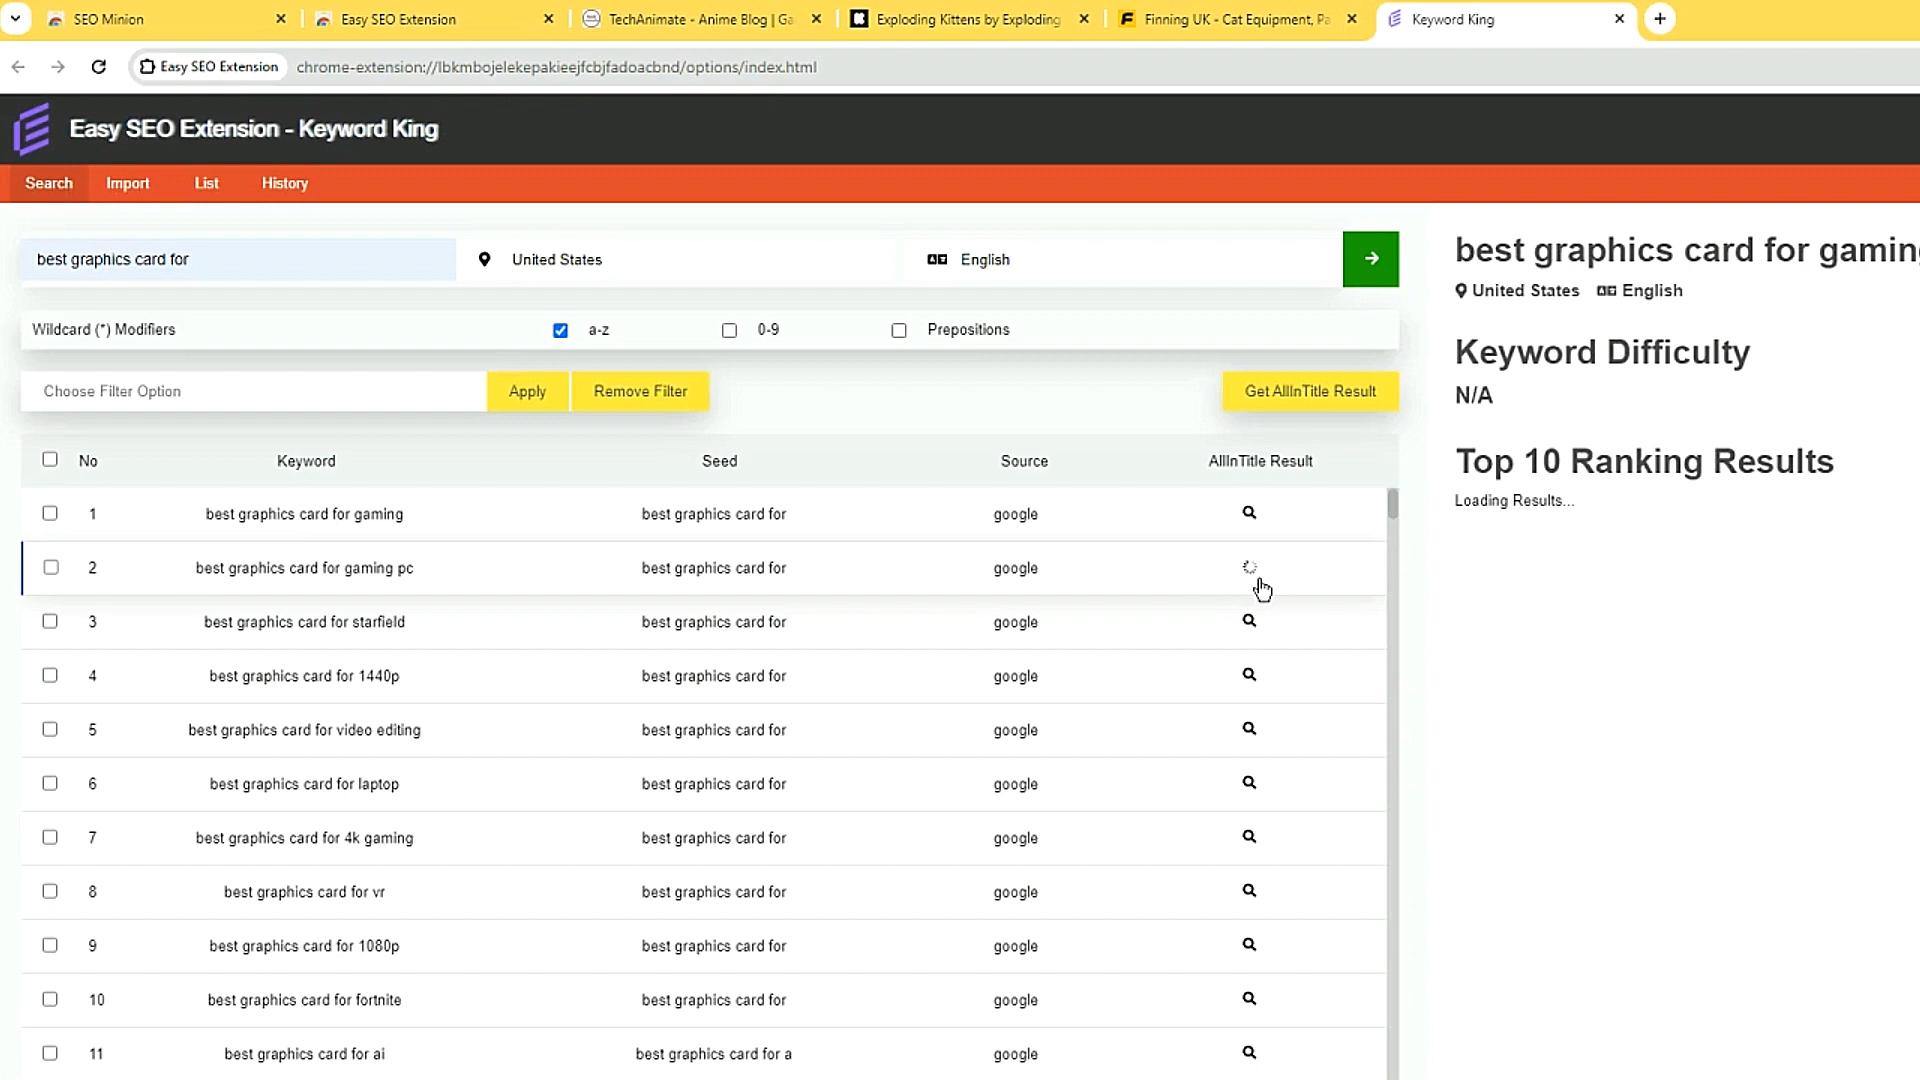 SEO Minion
Easy SEO Extension
TechAnimate - Anime Blog | Ga
Exploding Kittens by Exploding
Finning UK - Cat Equipment, Pa
Keyword King
Easy SEO Extension
chrome-extension://lbkmbojelekepakieejfcbjfadoacbnd/options/index.html
Easy SEO Extension - Keyword King
Search Import List History
best graphics card for United States English
Wildcard (*) Modifiers a-z 0-9 Prepositions
Choose Filter Option Apply Remove Filter Get AllInTitle Result
No Keyword Seed Source AllInTitle Result
1 best graphics card for gaming best graphics card for google
2 best graphics card for gaming pc best graphics card for google
3 best graphics card for starfield best graphics card for google
4 best graphics card for 1440p best graphics card for google
5 best graphics card for video editing best graphics card for google
6 best graphics card for laptop best graphics card for google
7 best graphics card for 4k gaming best graphics card for google
8 best graphics card for vr best graphics card for google
9 best graphics card for 1080p best graphics card for google
10 best graphics card for fortnite best graphics card for google
11 best graphics card for ai best graphics card for a google
best graphics card for gamin
United States English
Keyword Difficulty
N/A
Top 10 Ranking Results
Loading Results...